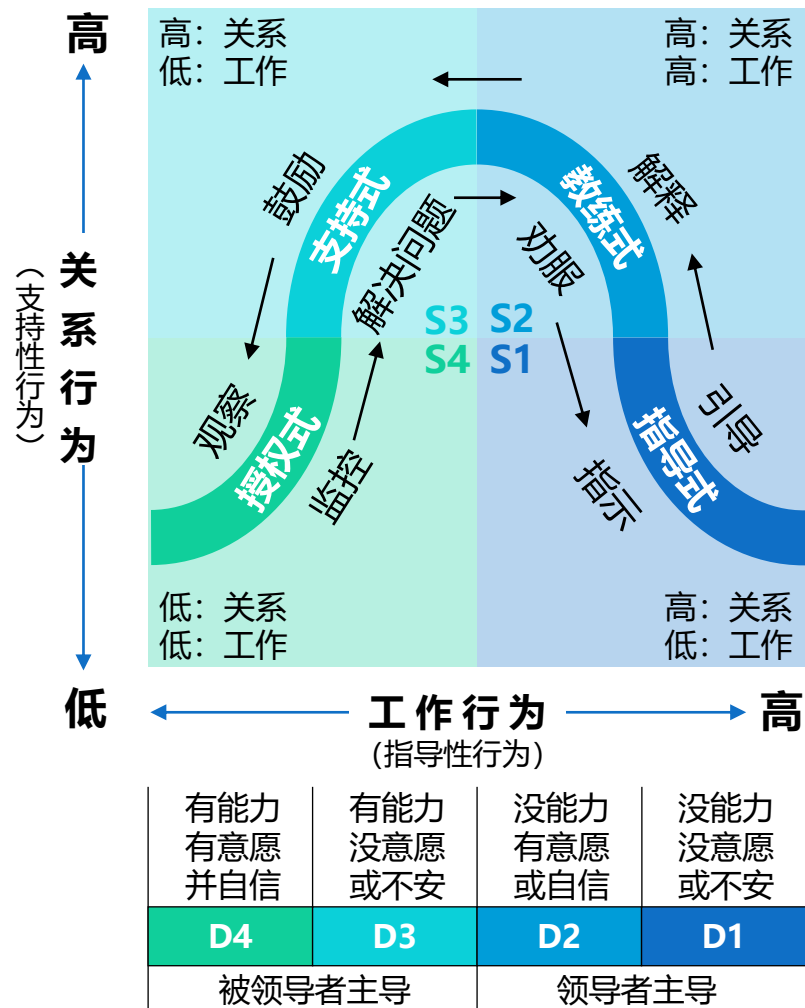 高
高：关系
低：工作
高：关系
高：工作
鼓励
支持式
解决问题
教练式
解释
劝服
S3
S2
S4
S1
关系行为
（支持性行为）
观察
授权式
监控
指示
指导式
引导
低：关系
低：工作
高：关系
低：工作
低
工作行为
高
(指导性行为)
有能力
有意愿
并自信
有能力
没意愿
或不安
没能力
有意愿
或自信
没能力
没意愿
或不安
D4
D3
D2
D1
被领导者主导
领导者主导